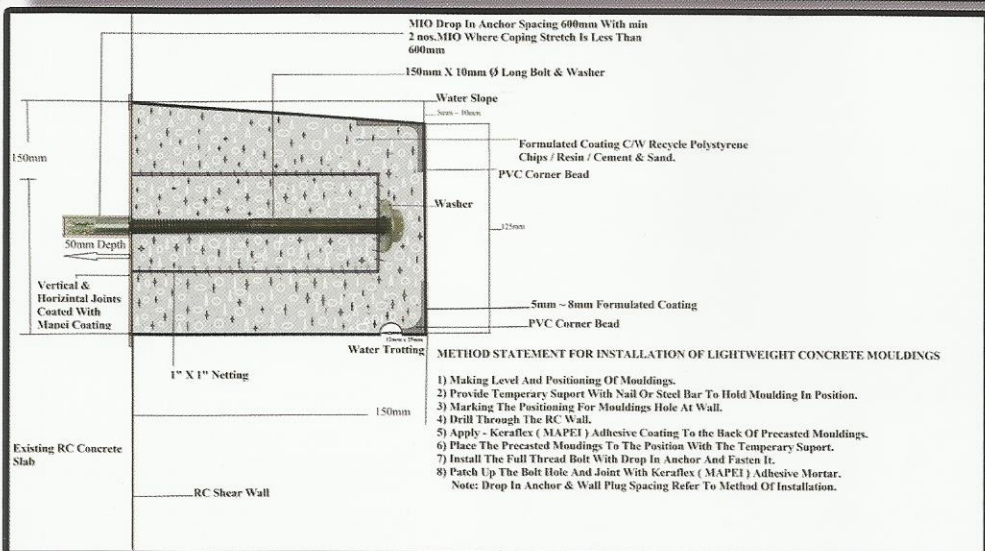 MIO Drop In Anchor Spacing 600mm With min
2 nos.MIO Where Coping Stretch Is Less Than
600mm
150mm X 10mm Ø Long Bolt & Washer
Water Slope
5mm ~ 10mm
150mm
Formulated Coating C/W Recycle Polystyrene
Chips / Resin / Cement & Sand.
PVC Corner Bead
Washer
125mm
50mm Depth
Vertical &
Horizintal Joints
Coated With
Mapei Coating
5mm ~ 8mm Formulated Coating
PVC Corner Bead
Water Trotting
1" X 1" Netting
150mm
METHOD STATEMENT FOR INSTALLATION OF LIGHTWEIGHT CONCRETE MOULDINGS
1) Making Level And Positioning Of Mouldings.
2) Provide Temporary Suport With Nail Or Steel Bar To Hold Moulding In Position.
3) Marking The Positioning For Mouldings Hole At Wall.
4) Drill Through The RC Wall.
5) Apply - Keraflex ( MAPEI ) Adhesive Coating To the Back Of Precasted Mouldings.
6) Place The Precasted Moudings To The Position With The Temporary Suport.
7) Install The Full Thread Bolt With Drop In Anchor And Fasten It.
8) Patch Up The Bolt Hole And Joint With Keraflex ( MAPEI ) Adhesive Mortar.
Note: Drop In Anchor & Wall Plug Spacing Refer To Method Of Installation.
Existing RC Concrete
Slab
RC Shear Wall